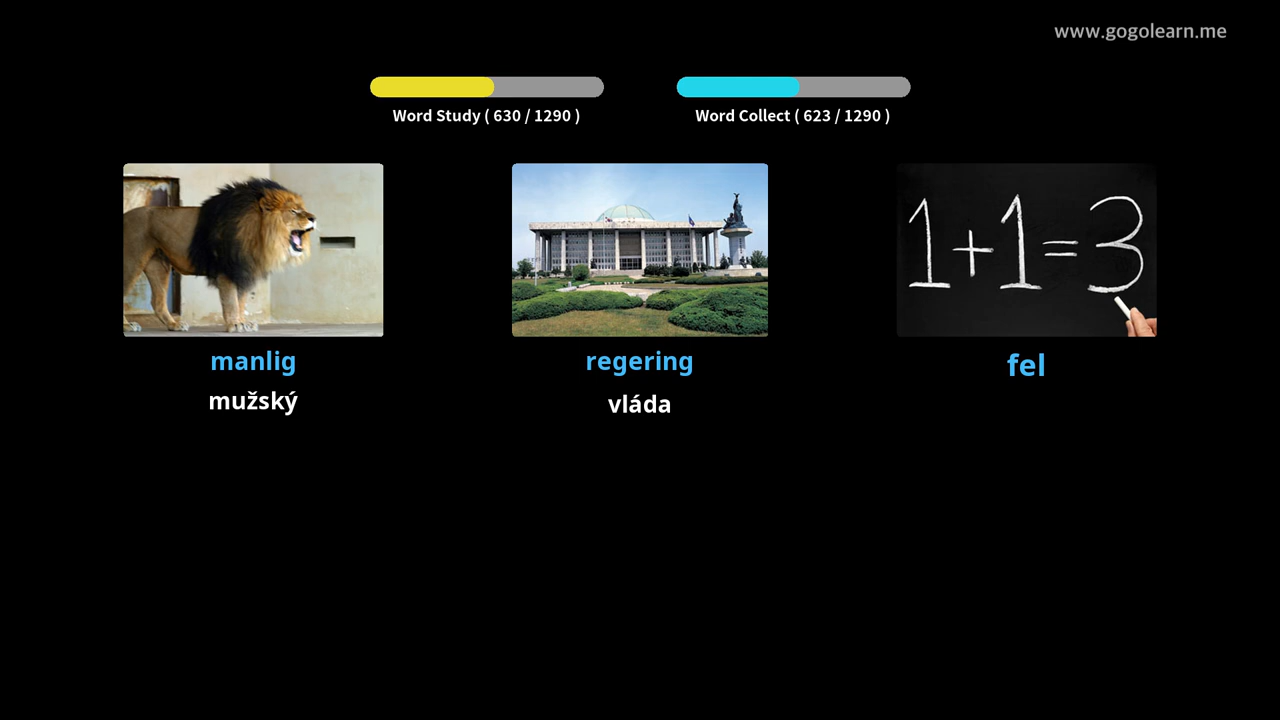 www.gogolearn.me
Word Study ( 630 / 1290 )
Word Collect ( 623 / 1290 )
1+1=3
manlig
regering
fel
mužský
vláda